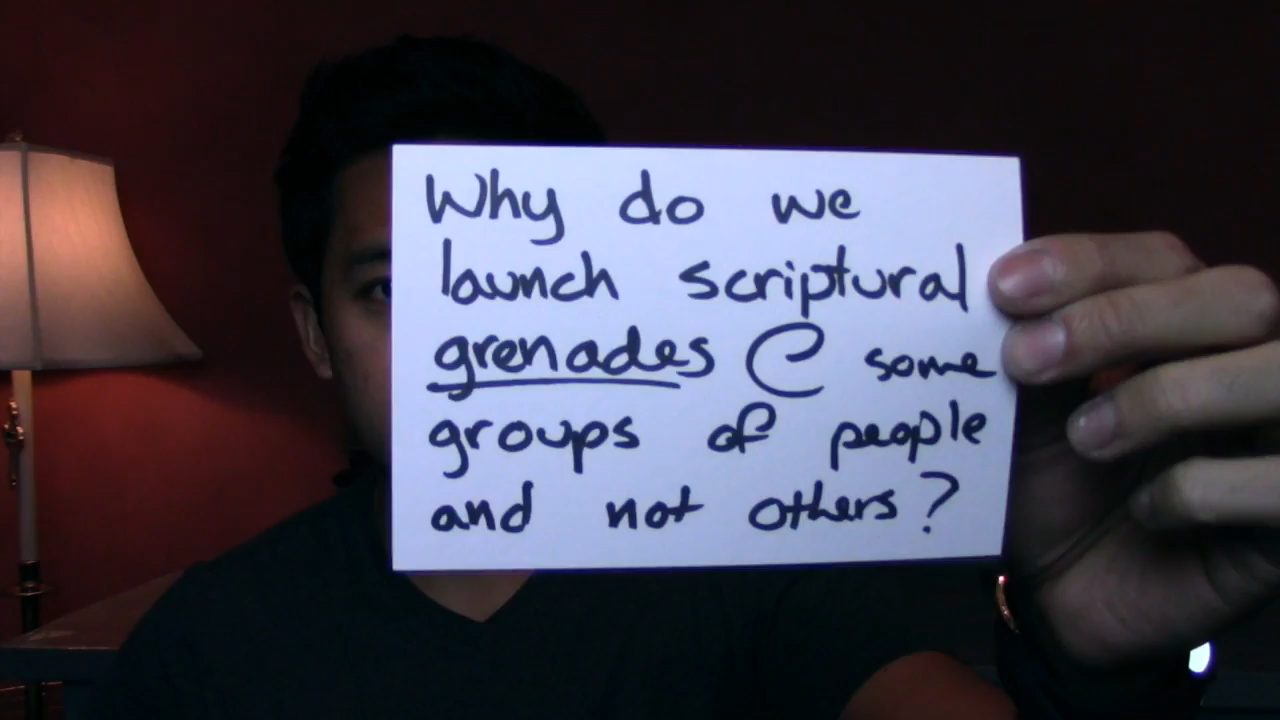 Why do we
launch scriptural
grenades @ some
groups of people
and not others?